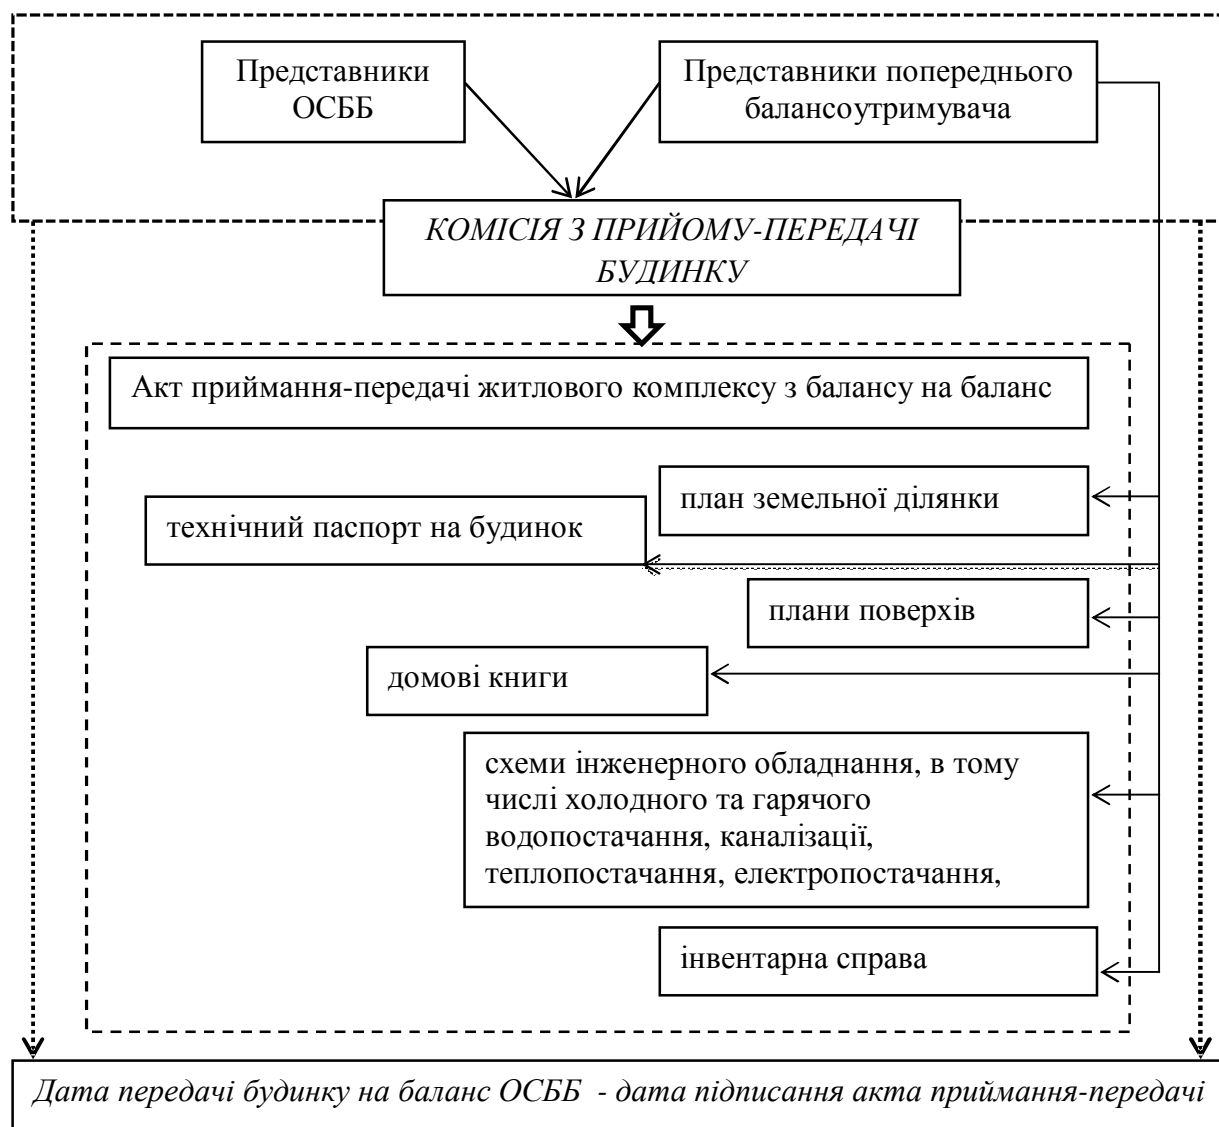 Представники
ОСББ
Представники попереднього
балансоутримувача
КОМІСІЯ З ПРИЙОМУ-ПЕРЕДАЧІ
БУДИНКУ
Акт приймання-передачі житлового комплексу з балансу на баланс
план земельної ділянки
технічний паспорт на будинок
плани поверхів
домові книги
схеми інженерного обладнання, в тому
числі холодного та гарячого
водопостачання, каналізації,
теплопостачання, електропостачання,
інвентарна справа
Дата передачі будинку на баланс ОСББ - дата підписання акта приймання-передачі